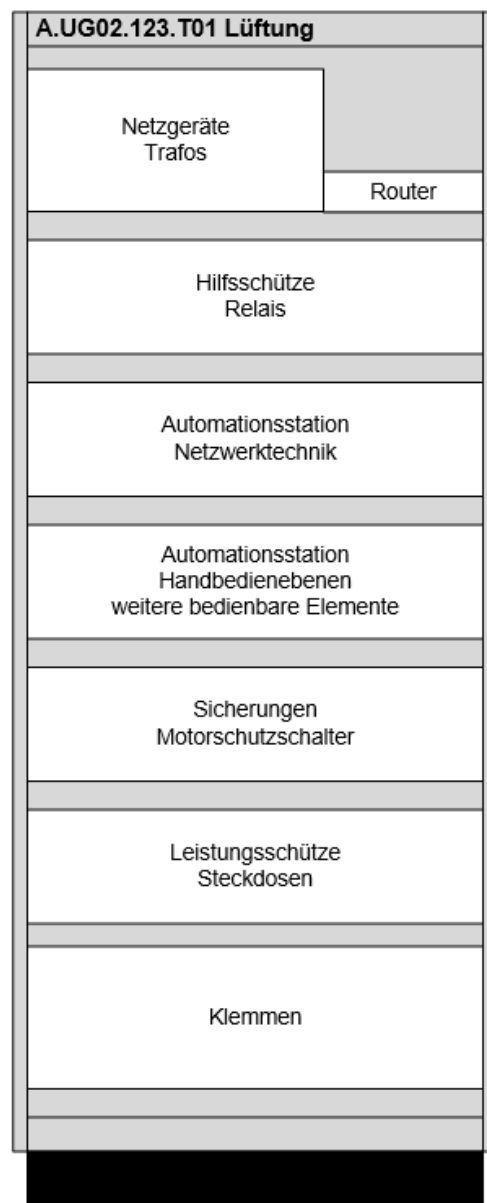 A.UG02.123.T01 Lüftung
Netzgeräte
Trafos
Router
Hilfsschütze
Relais
Automationsstation
Netzwerktechnik
Automationsstation
Handbedienebenen
weitere bedienbare Elemente
Sicherungen
Motorschutzschalter
Leistungsschütze
Steckdosen
Klemmen